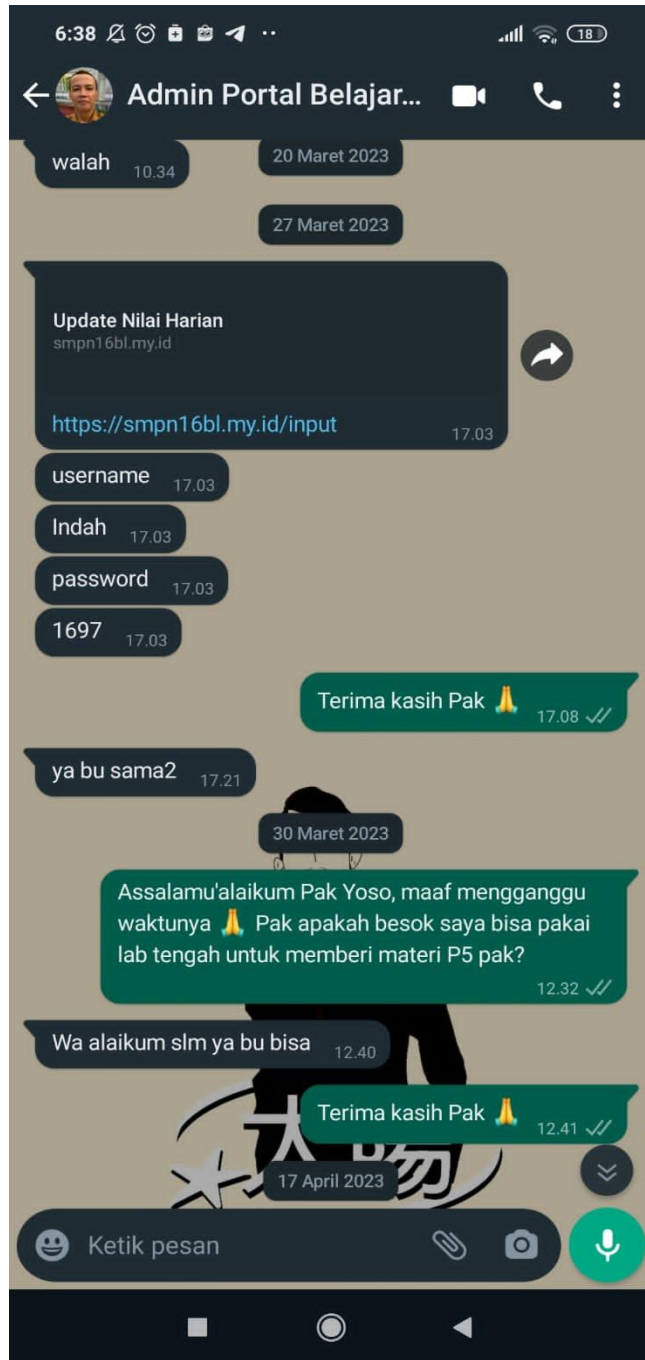 6:38
18
Admin Portal Belajar...
20 Maret 2023
walah 10.34
27 Maret 2023
Update Nilai Harian
smpn16bl.my.id
https://smpn16bl.my.id/input 17.03
username 17.03
Indah 17.03
password 17.03
1697 17.03
Terima kasih Pak 🙏 17.08
ya bu sama2 17.21
30 Maret 2023
Assalamu'alaikum Pak Yoso, maaf mengganggu
waktunya 🙏 Pak apakah besok saya bisa pakai
lab tengah untuk memberi materi P5 pak?
12.32
Wa alaikum slm ya bu bisa 12.40
Terima kasih Pak 🙏 12.41
17 April 2023
Ketik pesan